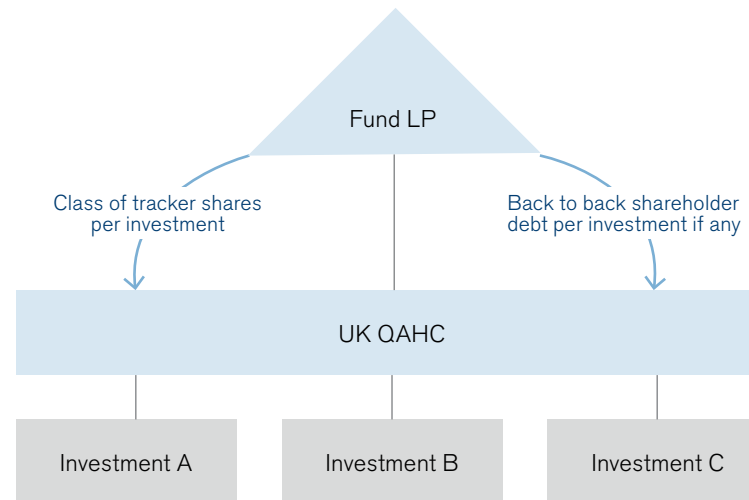 Fund LP
Class of tracker shares
per investment
Back to back shareholder
debt per investment if any
UK QAHC
Investment A
Investment B
Investment C